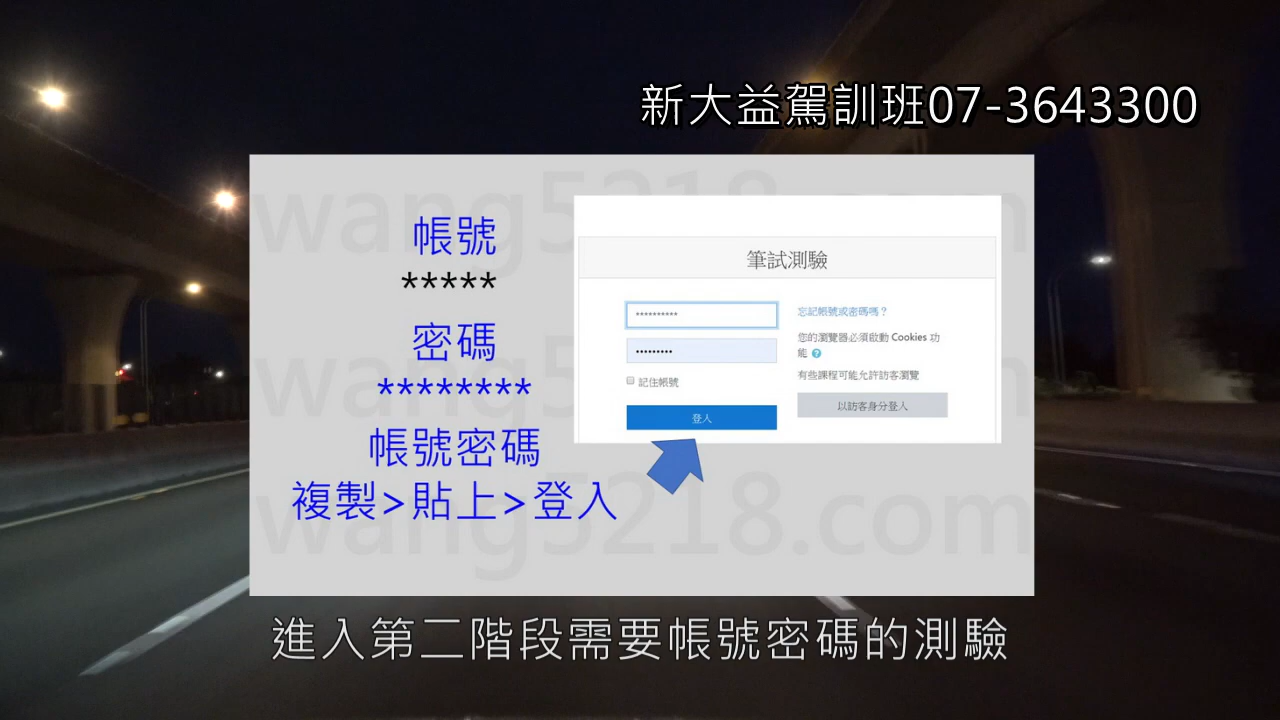 新大益駕訓班07-3643300
wang5218.com
帳號
*****
密碼
********
帳號密碼
複製>貼上>登入
筆試測驗
**********
•••••••••
記住帳號
登入
忘記帳號或密碼嗎？
您的瀏覽器必須啟動 Cookies 功
能 ?
有些課程可能允許訪客瀏覽
以訪客身分登入
wang5218.com
wang5218.com
進入第二階段需要帳號密碼的測驗